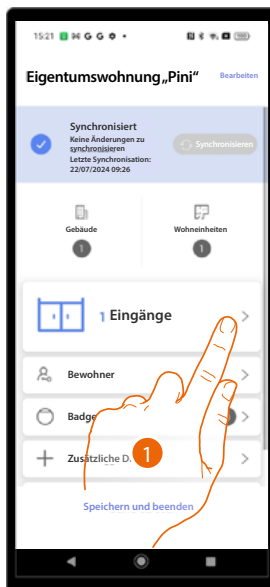 15:21
Eigentumswohnung „Pini“ Bearbeiten
Synchronisiert
Keine Änderungen zu
synchronisieren
Letzte Synchronisation:
22/07/2024 09:26
Synchronisieren
Gebäude Wohneinheiten
1 1
1 Eingänge
Bewohner
Badge
Zusätzliche D
1
Speichern und beenden